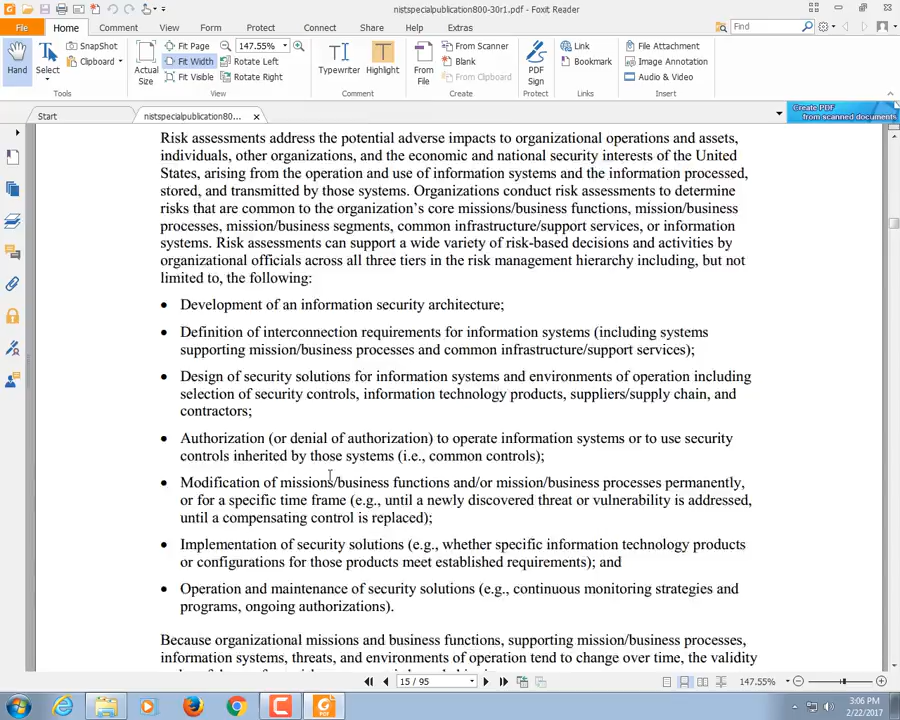 nistspecialpublication800-30r1.pdf - Foxit Reader
File Home Comment View Form Protect Connect Share Help Extras
Find
Hand
Select
SnapShot
Clipboard
Tools
Actual Size
Fit Page
Fit Width
Fit Visible
147.55%
Rotate Left
Rotate Right
View
Typewriter
Highlight
Comment
From File
From Scanner
Blank
From Clipboard
Create
PDF Sign
Protect
Link
Bookmark
Links
File Attachment
Image Annotation
Audio & Video
Insert
Start
nistspecialpublication800-30r1....
Create PDF
from scanned documents
Risk assessments address the potential adverse impacts to organizational operations and assets,
individuals, other organizations, and the economic and national security interests of the United
States, arising from the operation and use of information systems and the information processed,
stored, and transmitted by those systems. Organizations conduct risk assessments to determine
risks that are common to the organization's core missions/business functions, mission/business
processes, mission/business segments, common infrastructure/support services, or information
systems. Risk assessments can support a wide variety of risk-based decisions and activities by
organizational officials across all three tiers in the risk management hierarchy including, but not
limited to, the following:
• Development of an information security architecture;
• Definition of interconnection requirements for information systems (including systems
supporting mission/business processes and common infrastructure/support services);
• Design of security solutions for information systems and environments of operation including
selection of security controls, information technology products, suppliers/supply chain, and
contractors;
• Authorization (or denial of authorization) to operate information systems or to use security
controls inherited by those systems (i.e., common controls);
• Modification of missions/business functions and/or mission/business processes permanently,
or for a specific time frame (e.g., until a newly discovered threat or vulnerability is addressed,
until a compensating control is replaced);
• Implementation of security solutions (e.g., whether specific information technology products
or configurations for those products meet established requirements); and
• Operation and maintenance of security solutions (e.g., continuous monitoring strategies and
programs, ongoing authorizations).
Because organizational missions and business functions, supporting mission/business processes,
information systems, threats, and environments of operation tend to change over time, the validity
15 / 95
147.55%
3:06 PM
2/22/2017